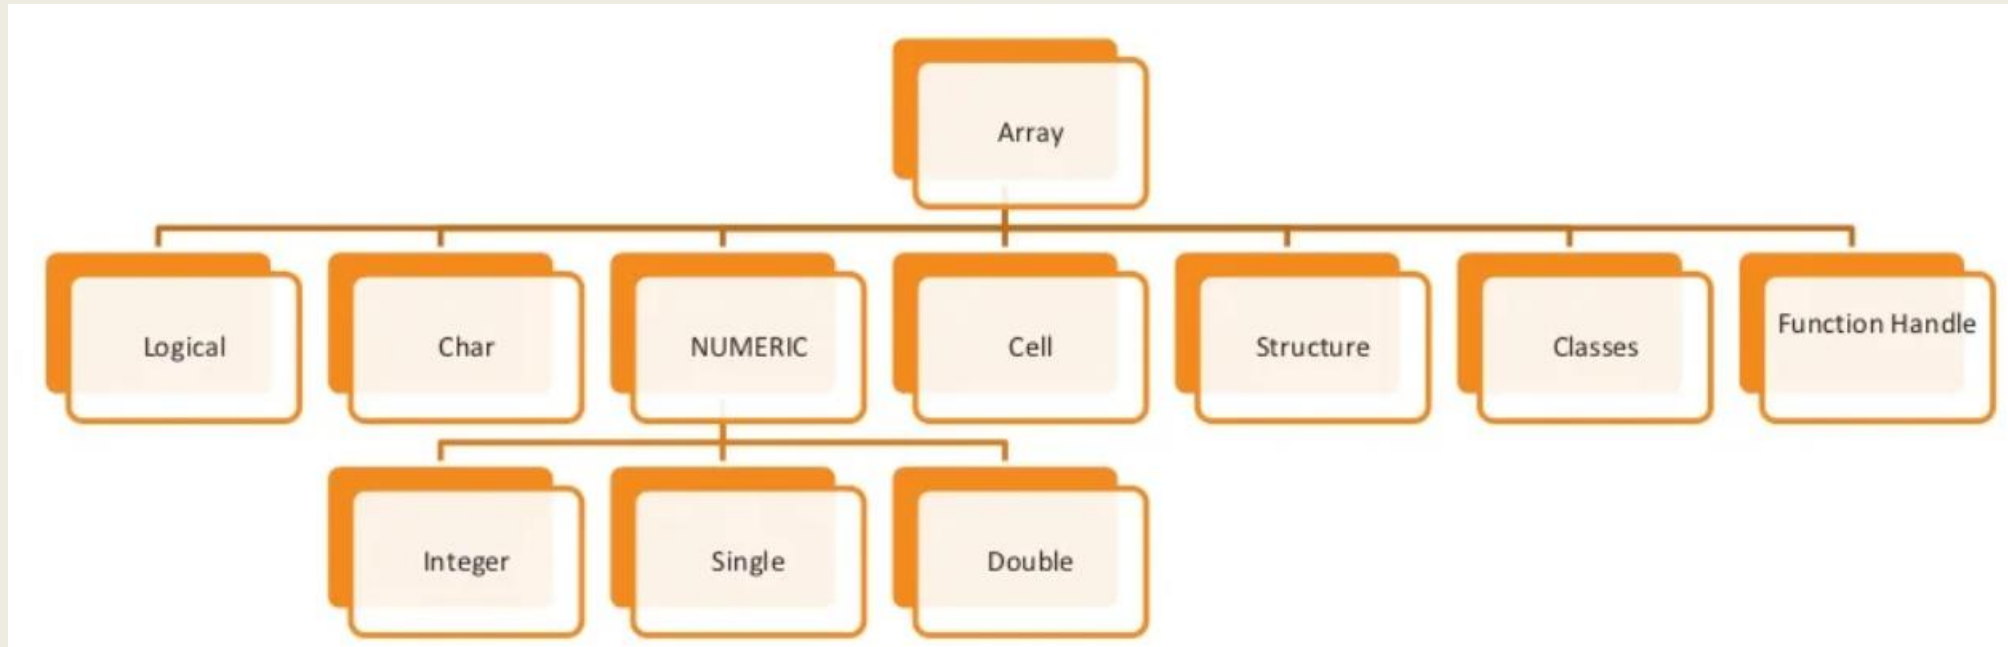 Array
Logical
Char
NUMERIC
Cell
Structure
Classes
Function Handle
Integer
Single
Double